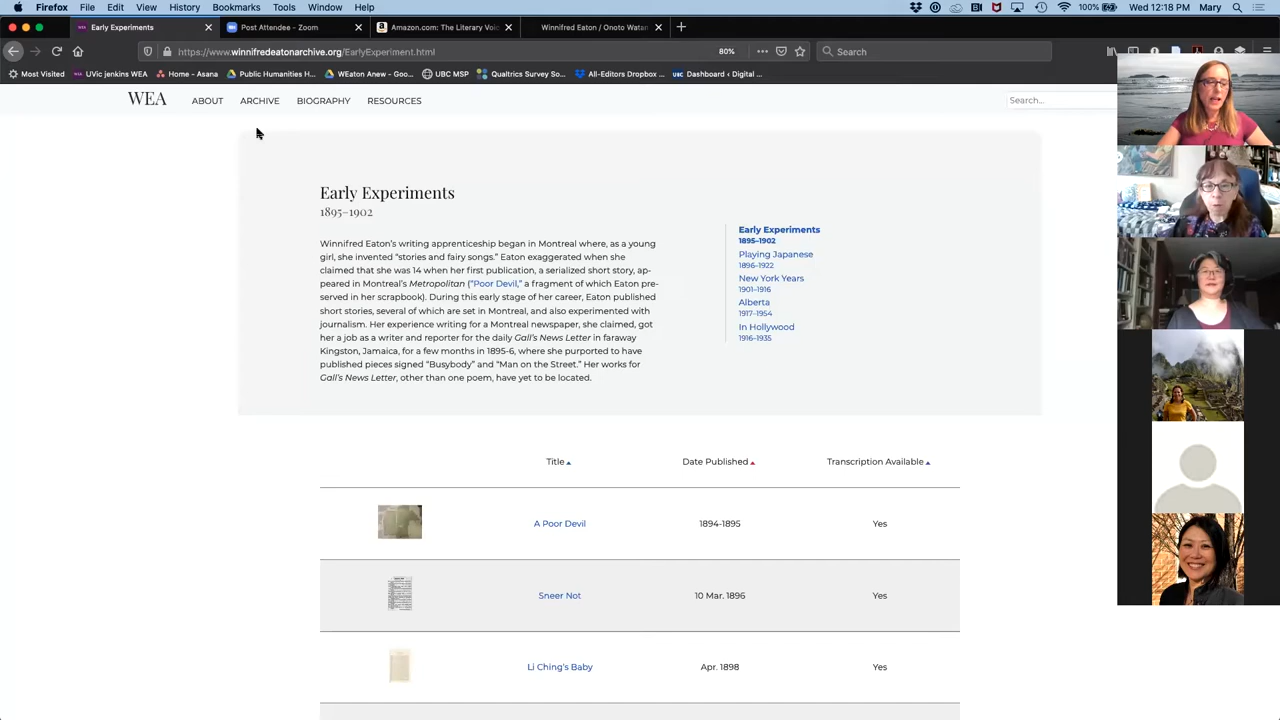 Firefox File Edit View History Bookmarks Tools Window Help 100% Wed 12:18 PM Mary
Early Experiments
Post Attendee - Zoom
Amazon.com: The Literary Voic
Winnifred Eaton / Onoto Watan
https://www.winnifredeatonarchive.org/EarlyExperiment.html 80% Search
Most Visited UVic jenkins WEA Home - Asana Public Humanities H... WEaton Anew - Goo... UBC MSP Qualtrics Survey So... All-Editors Dropbox ... Dashboard ‹ Digital ...
WEA ABOUT ARCHIVE BIOGRAPHY RESOURCES Search...
Early Experiments
1895–1902
Winnifred Eaton's writing apprenticeship began in Montreal where, as a young
girl, she invented "stories and fairy songs." Eaton exaggerated when she
claimed that she was 14 when her first publication, a serialized short story, ap-
peared in Montreal's Metropolitan ("Poor Devil," a fragment of which Eaton pre-
served in her scrapbook). During this early stage of her career, Eaton published
short stories, several of which are set in Montreal, and also experimented with
journalism. Her experience writing for a Montreal newspaper, she claimed, got
her a job as a writer and reporter for the daily Gall's News Letter in faraway
Kingston, Jamaica, for a few months in 1895-6, where she purported to have
published pieces signed "Busybody" and "Man on the Street." Her works for
Gall's News Letter, other than one poem, have yet to be located.
Early Experiments
1895–1902
Playing Japanese
1896–1922
New York Years
1901–1916
Alberta
1917–1954
In Hollywood
1916–1935
Title Date Published Transcription Available
A Poor Devil 1894-1895 Yes
Sneer Not 10 Mar. 1896 Yes
Li Ching's Baby Apr. 1898 Yes